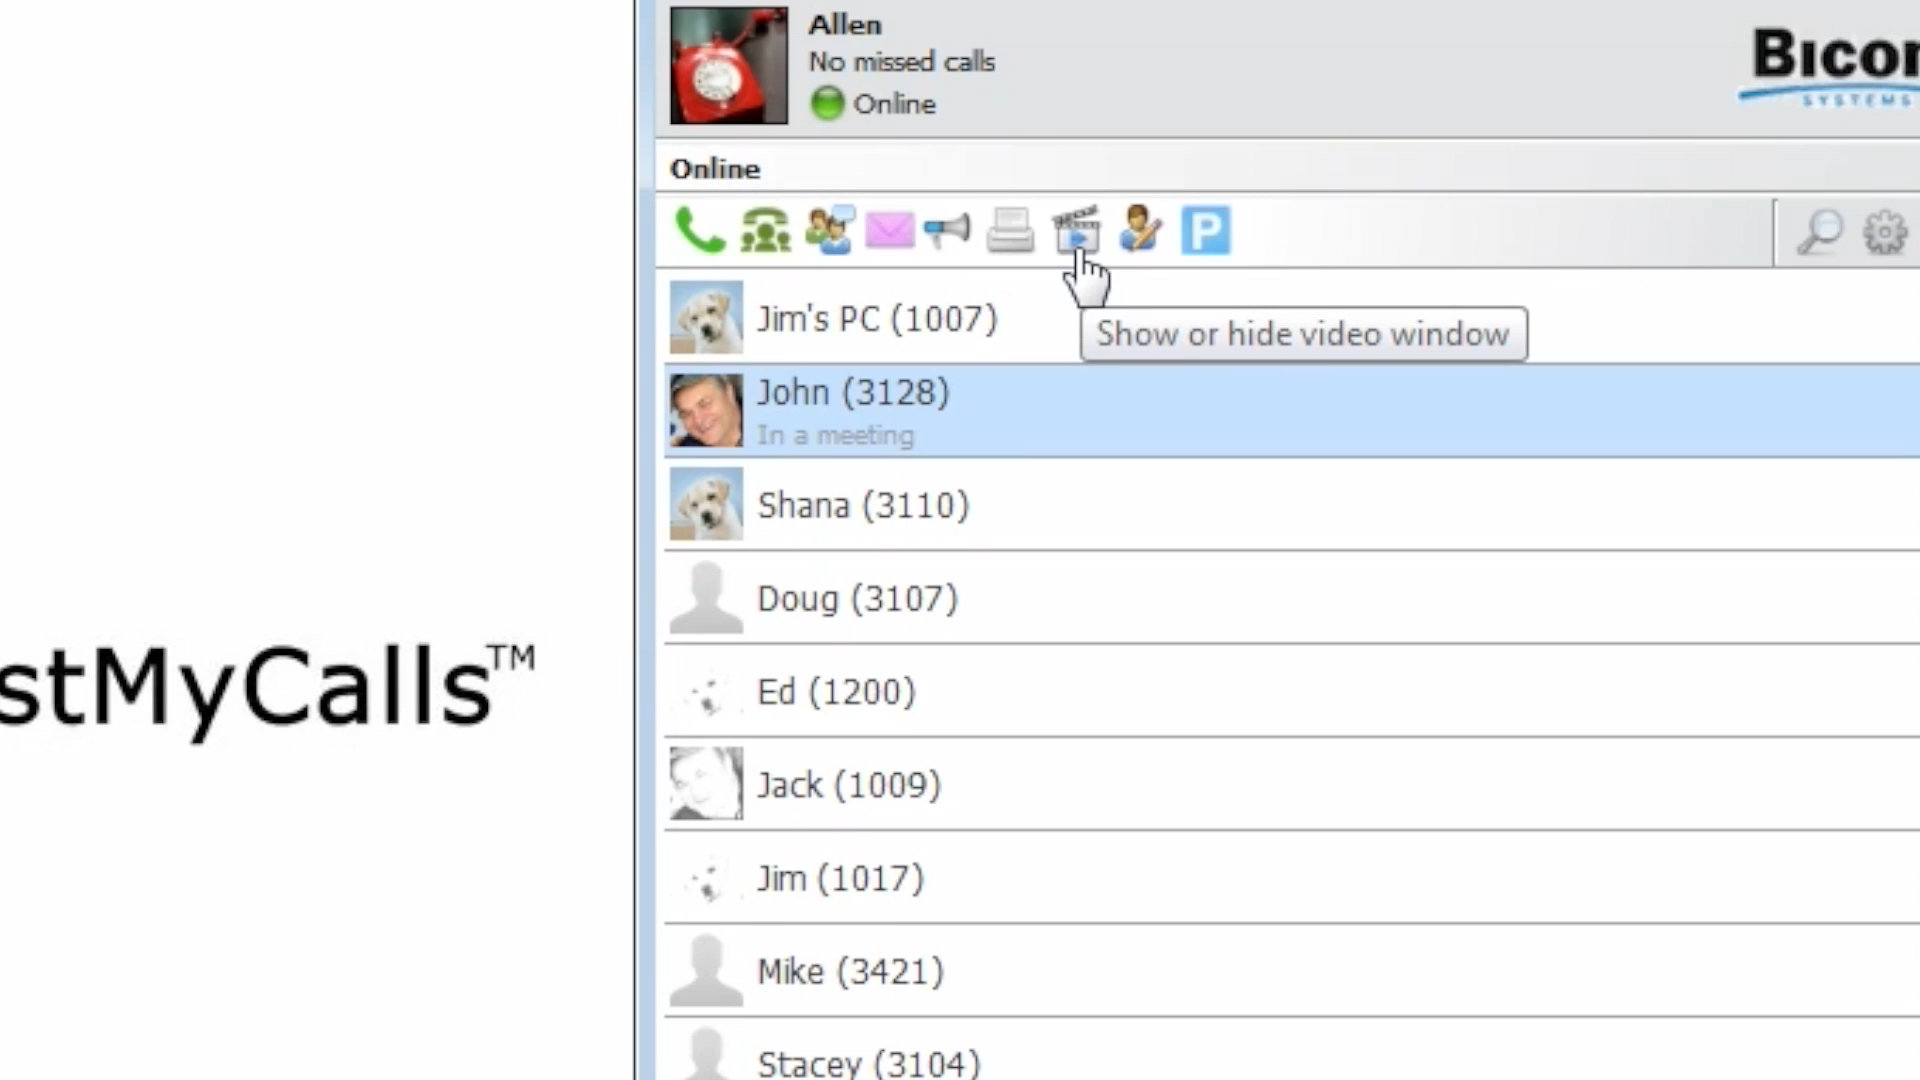 Allen
No missed calls
Online
Bicor
SYSTEMS
Online
P
Show or hide video window
Jim's PC (1007)
John (3128)
In a meeting
Shana (3110)
Doug (3107)
Ed (1200)
stMyCalls™
Jack (1009)
Jim (1017)
Mike (3421)
Stacey (3104)